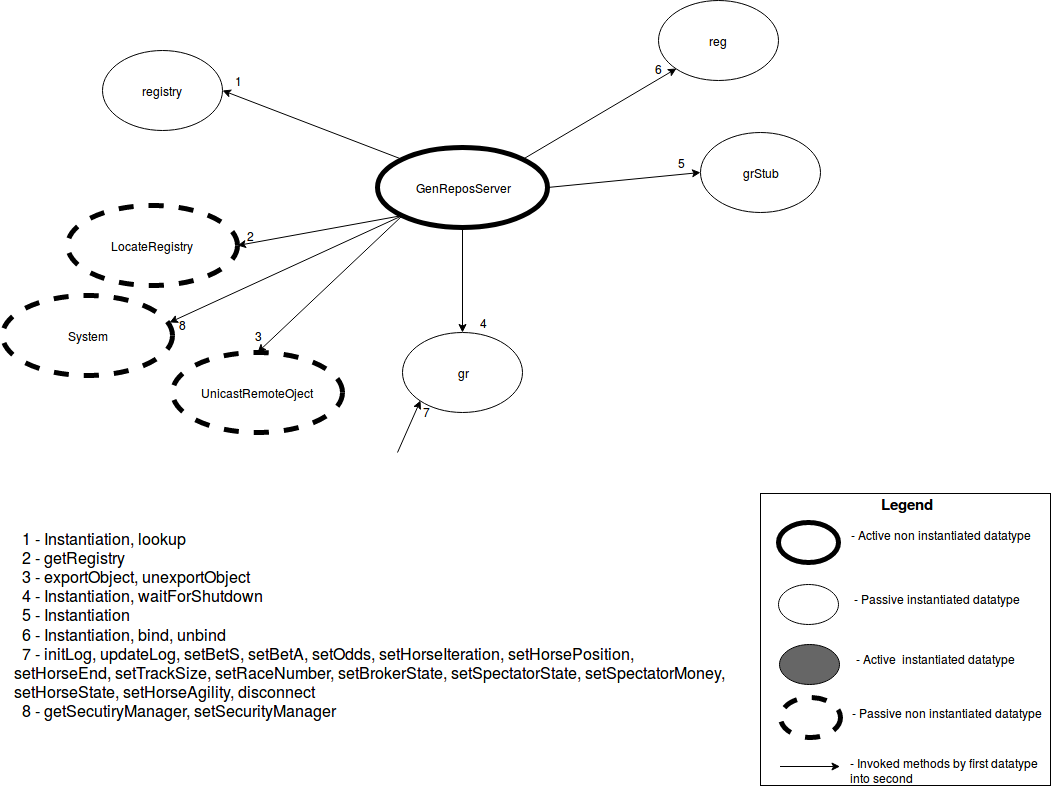 reg
6
registry
1
grStub
5
GenReposServer
LocateRegistry
2
System
8
3
UnicastRemoteOject
4
gr
7
1 - Instantiation, lookup
2 - getRegistry
3 - exportObject, unexportObject
4 - Instantiation, waitForShutdown
5 - Instantiation
6 - Instantiation, bind, unbind
7 - initLog, updateLog, setBetS, setBetA, setOdds, setHorseIteration, setHorsePosition,
setHorseEnd, setTrackSize, setRaceNumber, setBrokerState, setSpectatorState, setSpectatorMoney,
setHorseState, setHorseAgility, disconnect
8 - getSecutiryManager, setSecurityManager
Legend
- Active non instantiated datatype
- Passive instantiated datatype
- Active instantiated datatype
- Passive non instantiated datatype
- Invoked methods by first datatype
into second